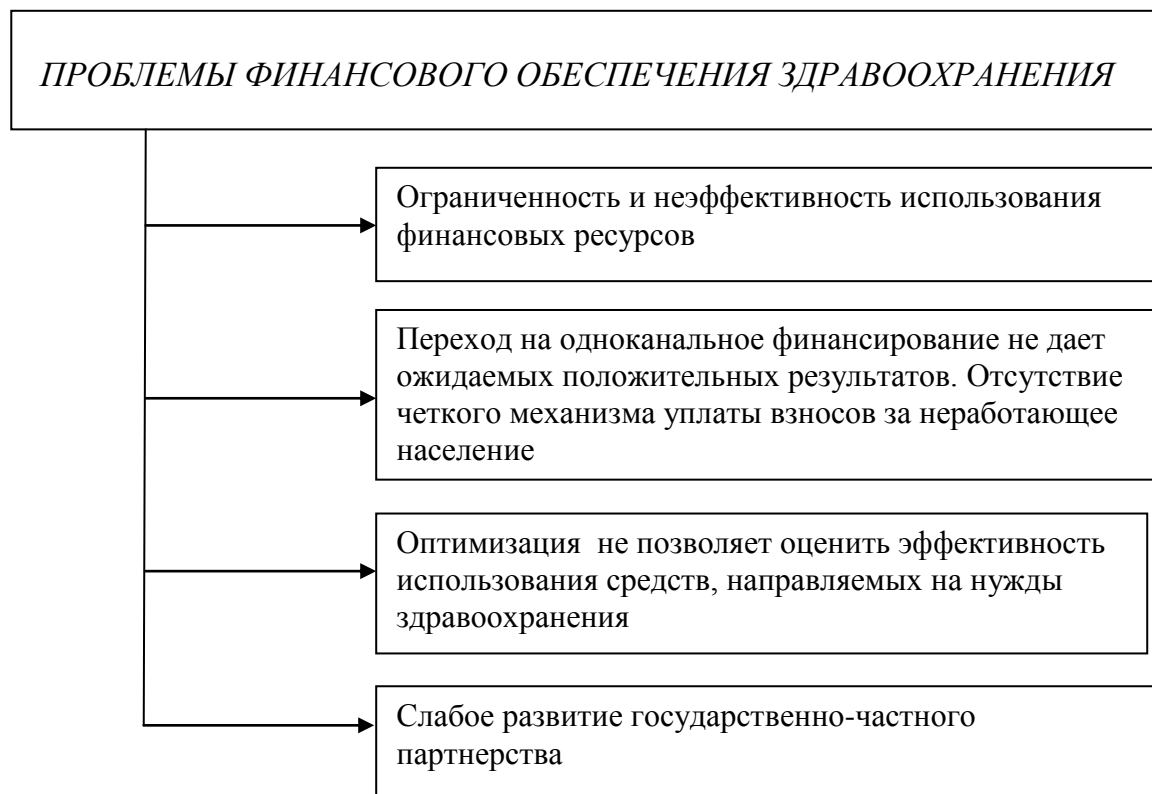 ПРОБЛЕМЫ ФИНАНСОВОГО ОБЕСПЕЧЕНИЯ ЗДРАВООХРАНЕНИЯ
Ограниченность и неэффективность использования
финансовых ресурсов
Переход на одноканальное финансирование не дает
ожидаемых положительных результатов. Отсутствие
четкого механизма уплаты взносов за неработающее
население
Оптимизация  не позволяет оценить эффективность
использования средств, направляемых на нужды
здравоохранения
Слабое развитие государственно-частного
партнерства